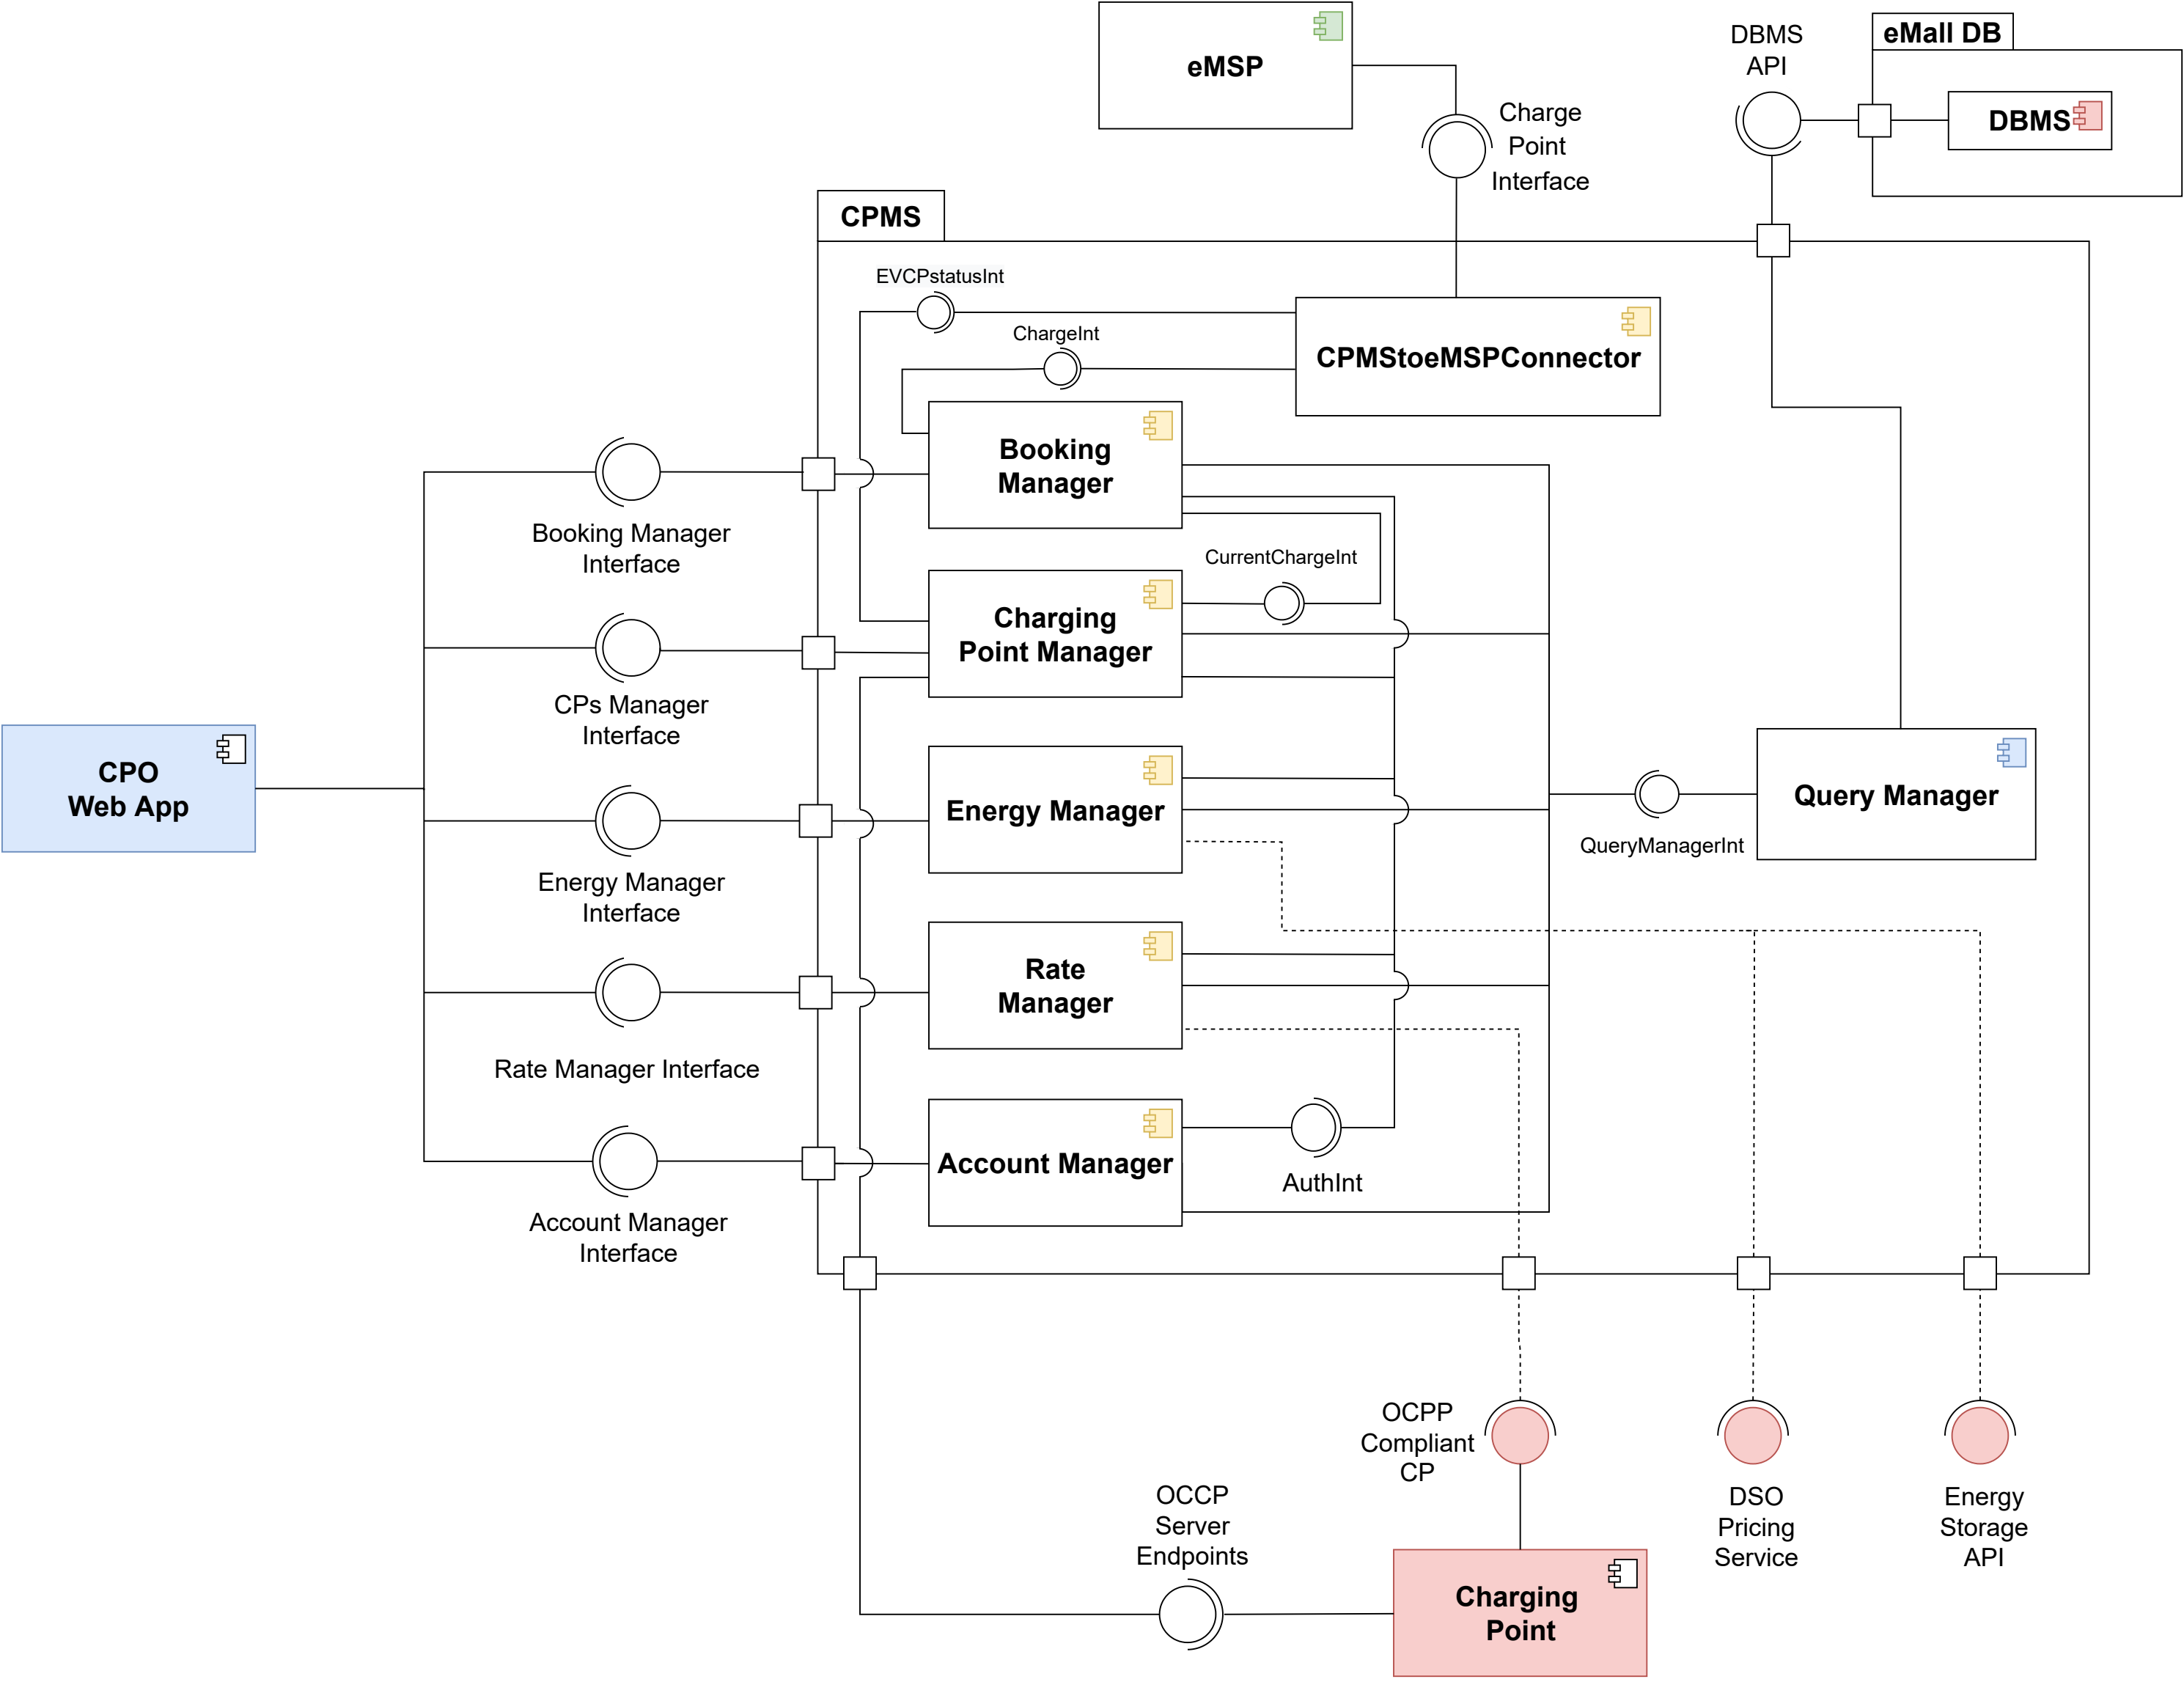 eMSP
DBMS
API
eMall DB
DBMS
Charge
Point
Interface
CPMS
EVCPstatusInt
ChargeInt
CPMStoeMSPConnector
Booking
Manager
Booking Manager
Interface
CurrentChargeInt
Charging
Point Manager
CPs Manager
Interface
CPO
Web App
Energy Manager
Query Manager
QueryManagerInt
Energy Manager
Interface
Rate
Manager
Rate Manager Interface
Account Manager
AuthInt
Account Manager
Interface
OCPP
Compliant
CP
OCCP
Server
Endpoints
DSO
Pricing
Service
Energy
Storage
API
Charging
Point